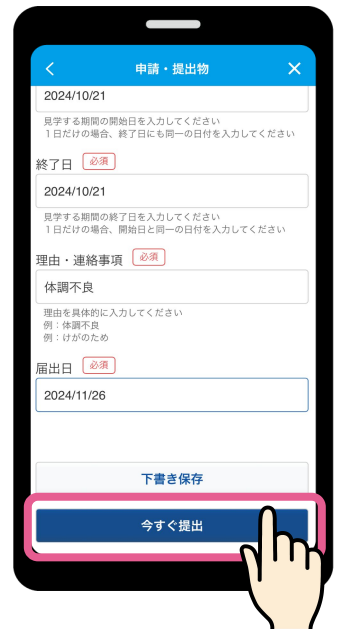 申請・提出物
2024/10/21
見学する期間の開始日を入力してください
1日だけの場合、終了日にも同一の日付を入力してください
終了日 必須
2024/10/21
見学する期間の終了日を入力してください
1日だけの場合、開始日と同一の日付を入力してください
理由・連絡事項 必須
体調不良
理由を具体的に入力してください
例：体調不良
例：けがのため
届出日 必須
2024/11/26
下書き保存
今すぐ提出